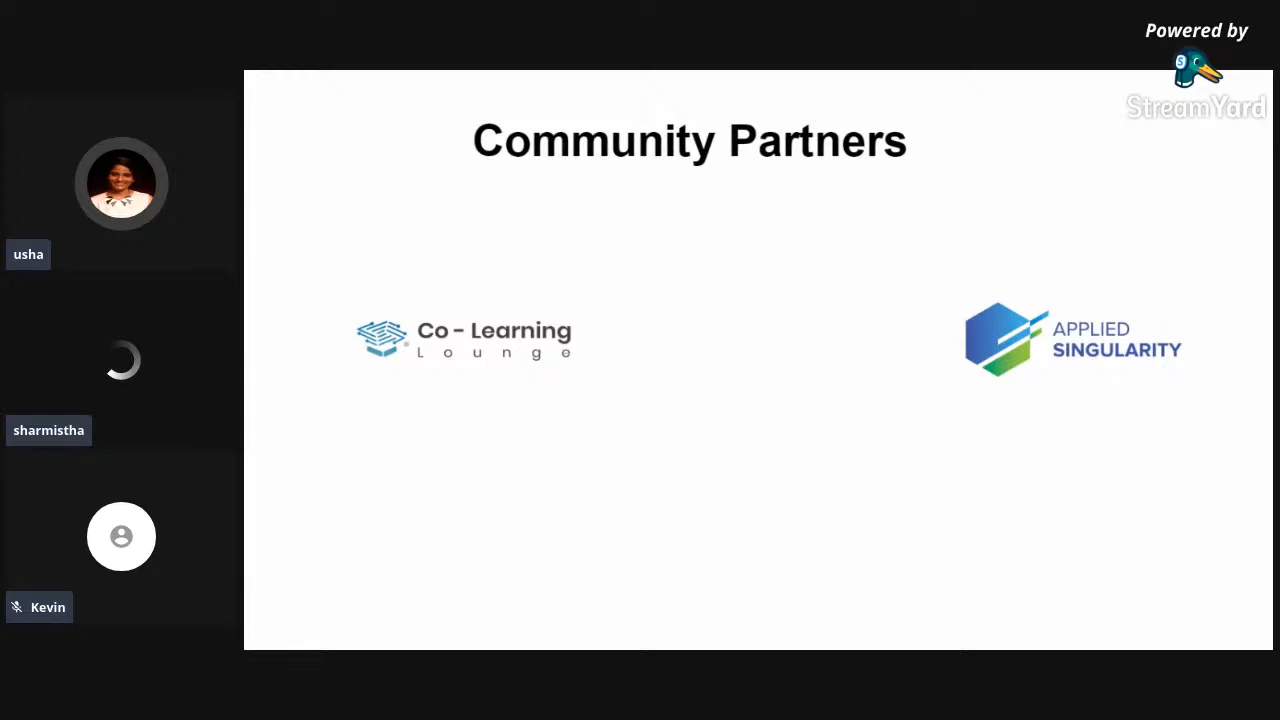 Powered by
StreamYard
Community Partners
usha
Co - Learning
Lounge
APPLIED
SINGULARITY
sharmistha
Kevin